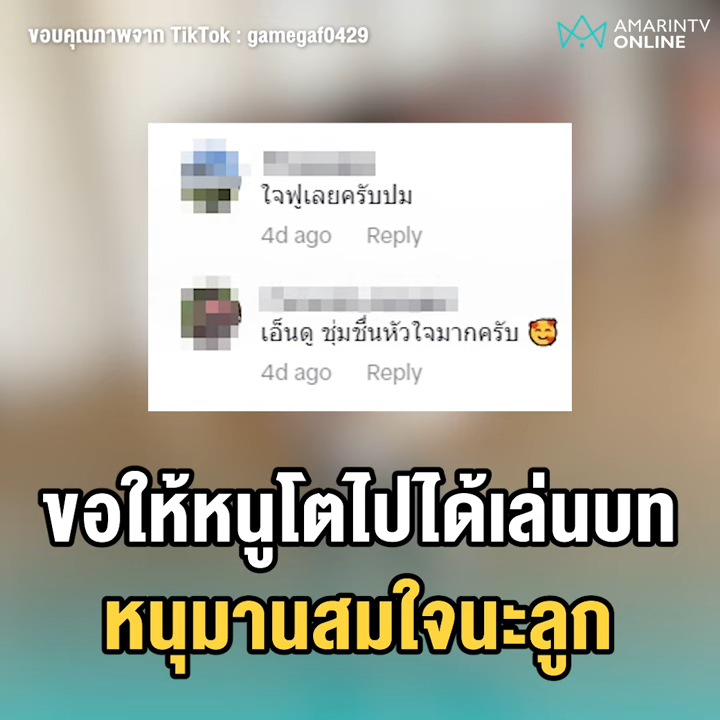 ขอบคุณภาพจาก TikTok : gamegaf0429
AMARINTV
ONLINE
ใจฟูเลยครับปม
4d ago Reply
เอ็นดู ชุ่มชื่นหัวใจมากครับ 🥰
4d ago Reply
ขอให้หนูโตไปได้เล่นบท
หนุมานสมใจนะลูก